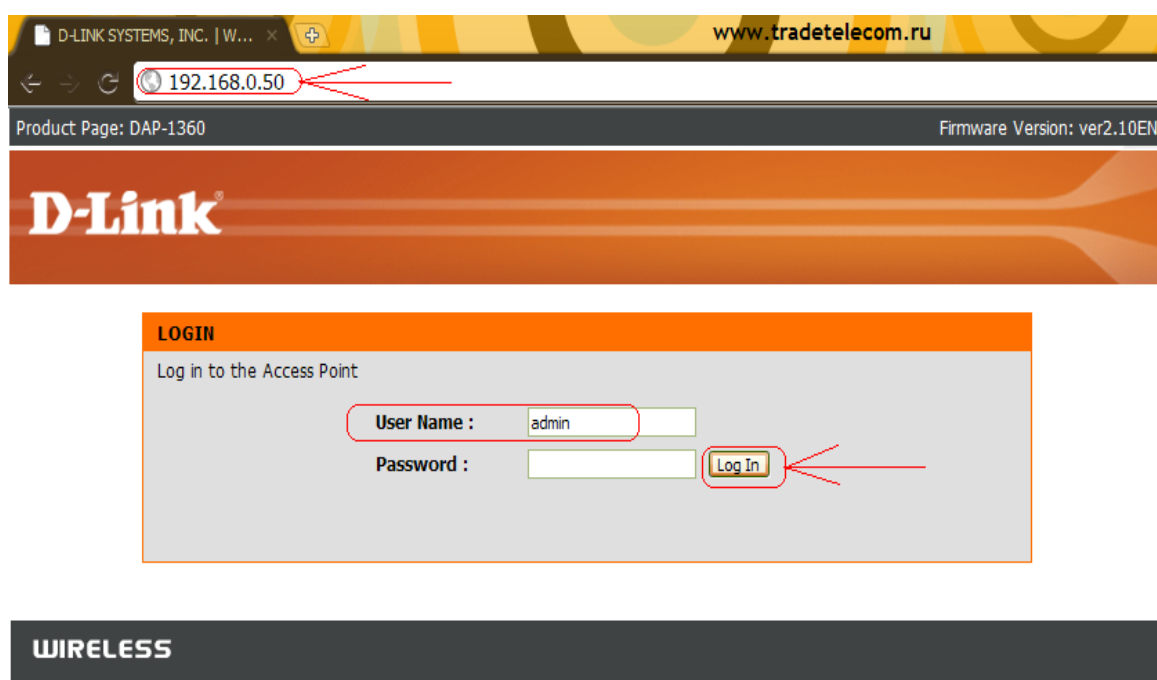 D-LINK SYSTEMS, INC. | W...
www.tradetelecom.ru
192.168.0.50
Product Page: DAP-1360 Firmware Version: ver2.10EN
D-Link®
LOGIN
Log in to the Access Point
User Name : admin
Password : Log In
WIRELESS